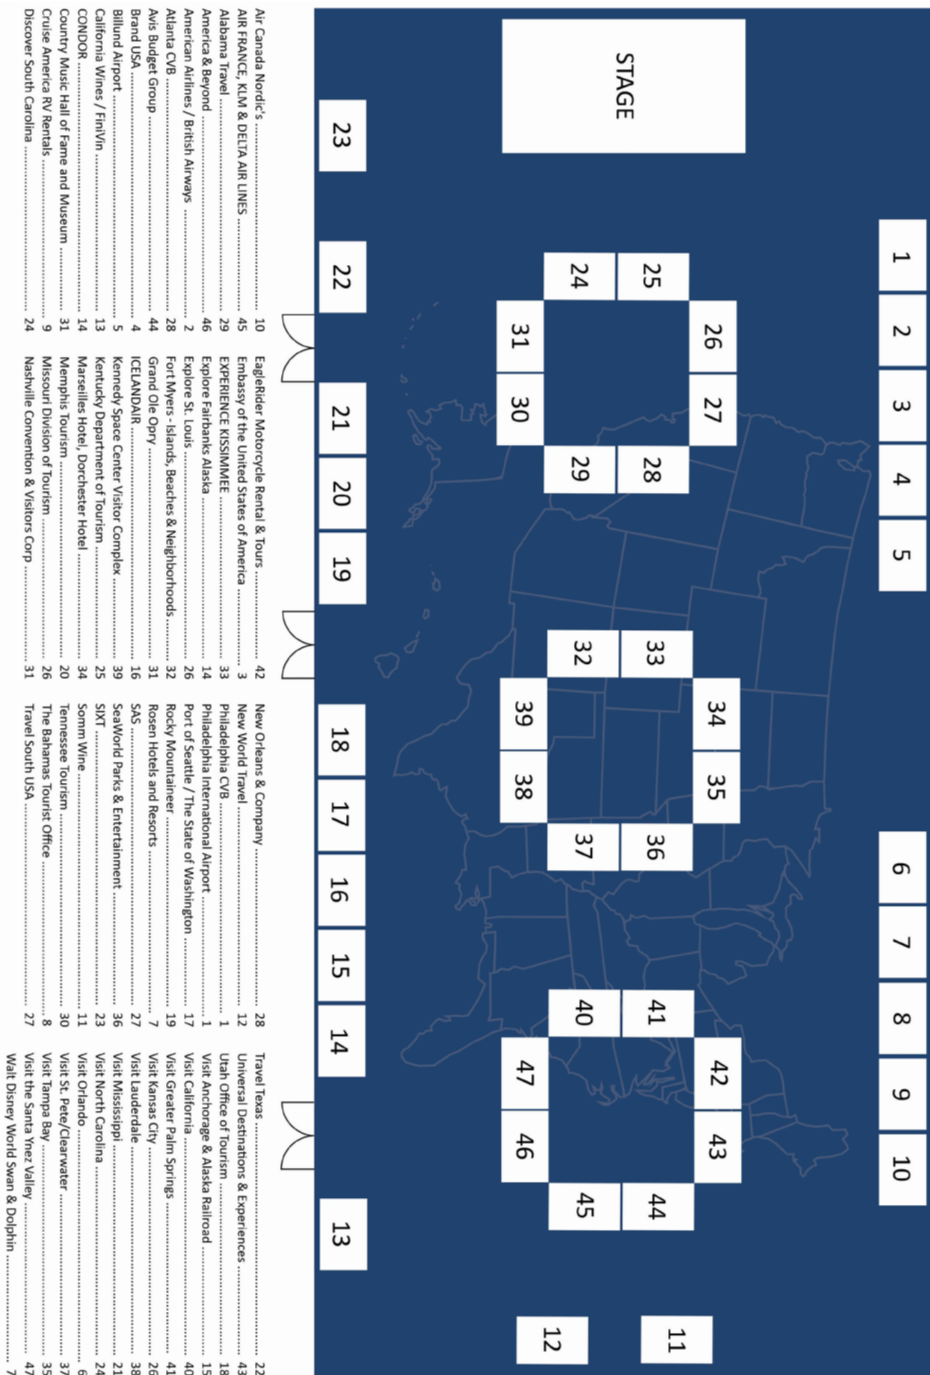 1 2 3 4 5 6 7 8 9 10
STAGE
26 27 34 35 42 43
25 28 33 36 41 44 11
24 29 32 37 40 45 12
31 30 39 38 47 46
23 22 21 20 19 18 17 16 15 14 13
Air Canada Nordic's ........ 10
AIR FRANCE, KLM & DELTA AIR LINES ........ 45
Alabama Travel ........ 29
America & Beyond ........ 46
American Airlines / British Airways ........ 2
Atlanta CVB ........ 28
Avis Budget Group ........ 44
Brand USA ........ 4
Billund Airport ........ 5
California Wines / FiniVin ........ 13
CONDOR ........ 14
Country Music Hall of Fame and Museum ........ 31
Cruise America RV Rentals ........ 9
Discover South Carolina ........ 24
EagleRider Motorcycle Rental & Tours ........ 42
Embassy of the United States of America ........ 3
EXPERIENCE KISSIMMEE ........ 33
Explore Fairbanks Alaska ........ 14
Explore St. Louis ........ 26
Fort Myers - Islands, Beaches & Neighborhoods ........ 32
Grand Ole Opry ........ 31
ICELANDAIR ........ 16
Kennedy Space Center Visitor Complex ........ 39
Kentucky Department of Tourism ........ 25
Marseilles Hotel, Dorchester Hotel ........ 34
Memphis Tourism ........ 20
Missouri Division of Tourism ........ 26
Nashville Convention & Visitors Corp ........ 31
New Orleans & Company ........ 28
New World Travel ........ 12
Philadelphia CVB ........ 1
Philadelphia International Airport ........ 1
Port of Seattle / The State of Washington ........ 17
Rocky Mountaineer ........ 19
Rosen Hotels and Resorts ........ 7
SAS ........ 27
SeaWorld Parks & Entertainment ........ 36
SIXT ........ 23
Somm Wine ........ 11
Tennessee Tourism ........ 30
The Bahamas Tourist Office ........ 8
Travel South USA ........ 27
Travel Texas ........ 22
Universal Destinations & Experiences ........ 43
Utah Office of Tourism ........ 18
Visit Anchorage & Alaska Railroad ........ 15
Visit California ........ 40
Visit Greater Palm Springs ........ 41
Visit Kansas City ........ 26
Visit Lauderdale ........ 38
Visit Mississippi ........ 21
Visit North Carolina ........ 24
Visit Orlando ........ 6
Visit St. Pete/Clearwater ........ 37
Visit Tampa Bay ........ 35
Visit the Santa Ynez Valley ........ 47
Walt Disney World Swan & Dolphin ........ 7